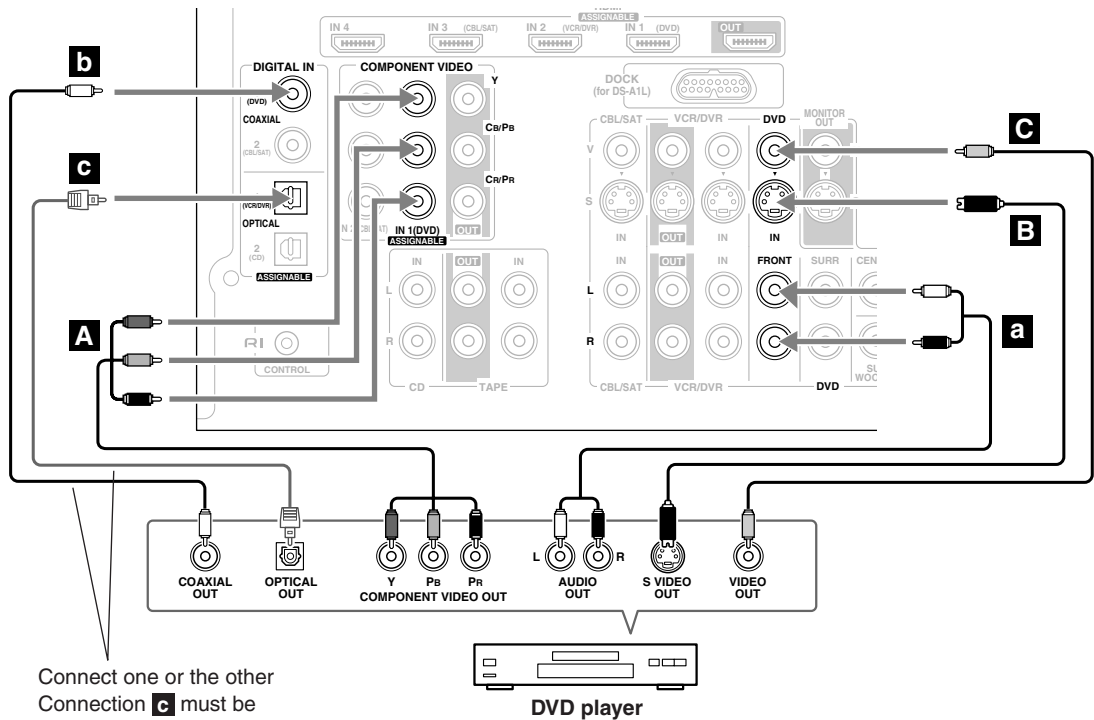 HDMI
ASSIGNABLE
IN 4
IN 3 (CBL/SAT)
IN 2 (VCR/DVR)
IN 1 (DVD)
OUT
b
DIGITAL IN
COMPONENT VIDEO
Y
DOCK
(for DS-A1L)
(DVD)
COAXIAL
CB/PB
CBL/SAT
VCR/DVR
DVD
MONITOR
OUT
C
2
(CBL/SAT)
V
c
CR/PR
(VCR/DVR)
OPTICAL
S
B
IN 1(DVD)
OUT
ASSIGNABLE
IN
OUT
IN
IN
2
(CD)
ASSIGNABLE
IN
OUT
IN
IN
OUT
IN
FRONT
SURR
CEN
L
L
A
a
RI
R
R
CONTROL
SU
WOO
CD
TAPE
CBL/SAT
VCR/DVR
DVD
L
R
COAXIAL
OUT
OPTICAL
OUT
Y
PB
PR
COMPONENT VIDEO OUT
AUDIO
OUT
S VIDEO
OUT
VIDEO
OUT
Connect one or the other
Connection c must be
DVD player